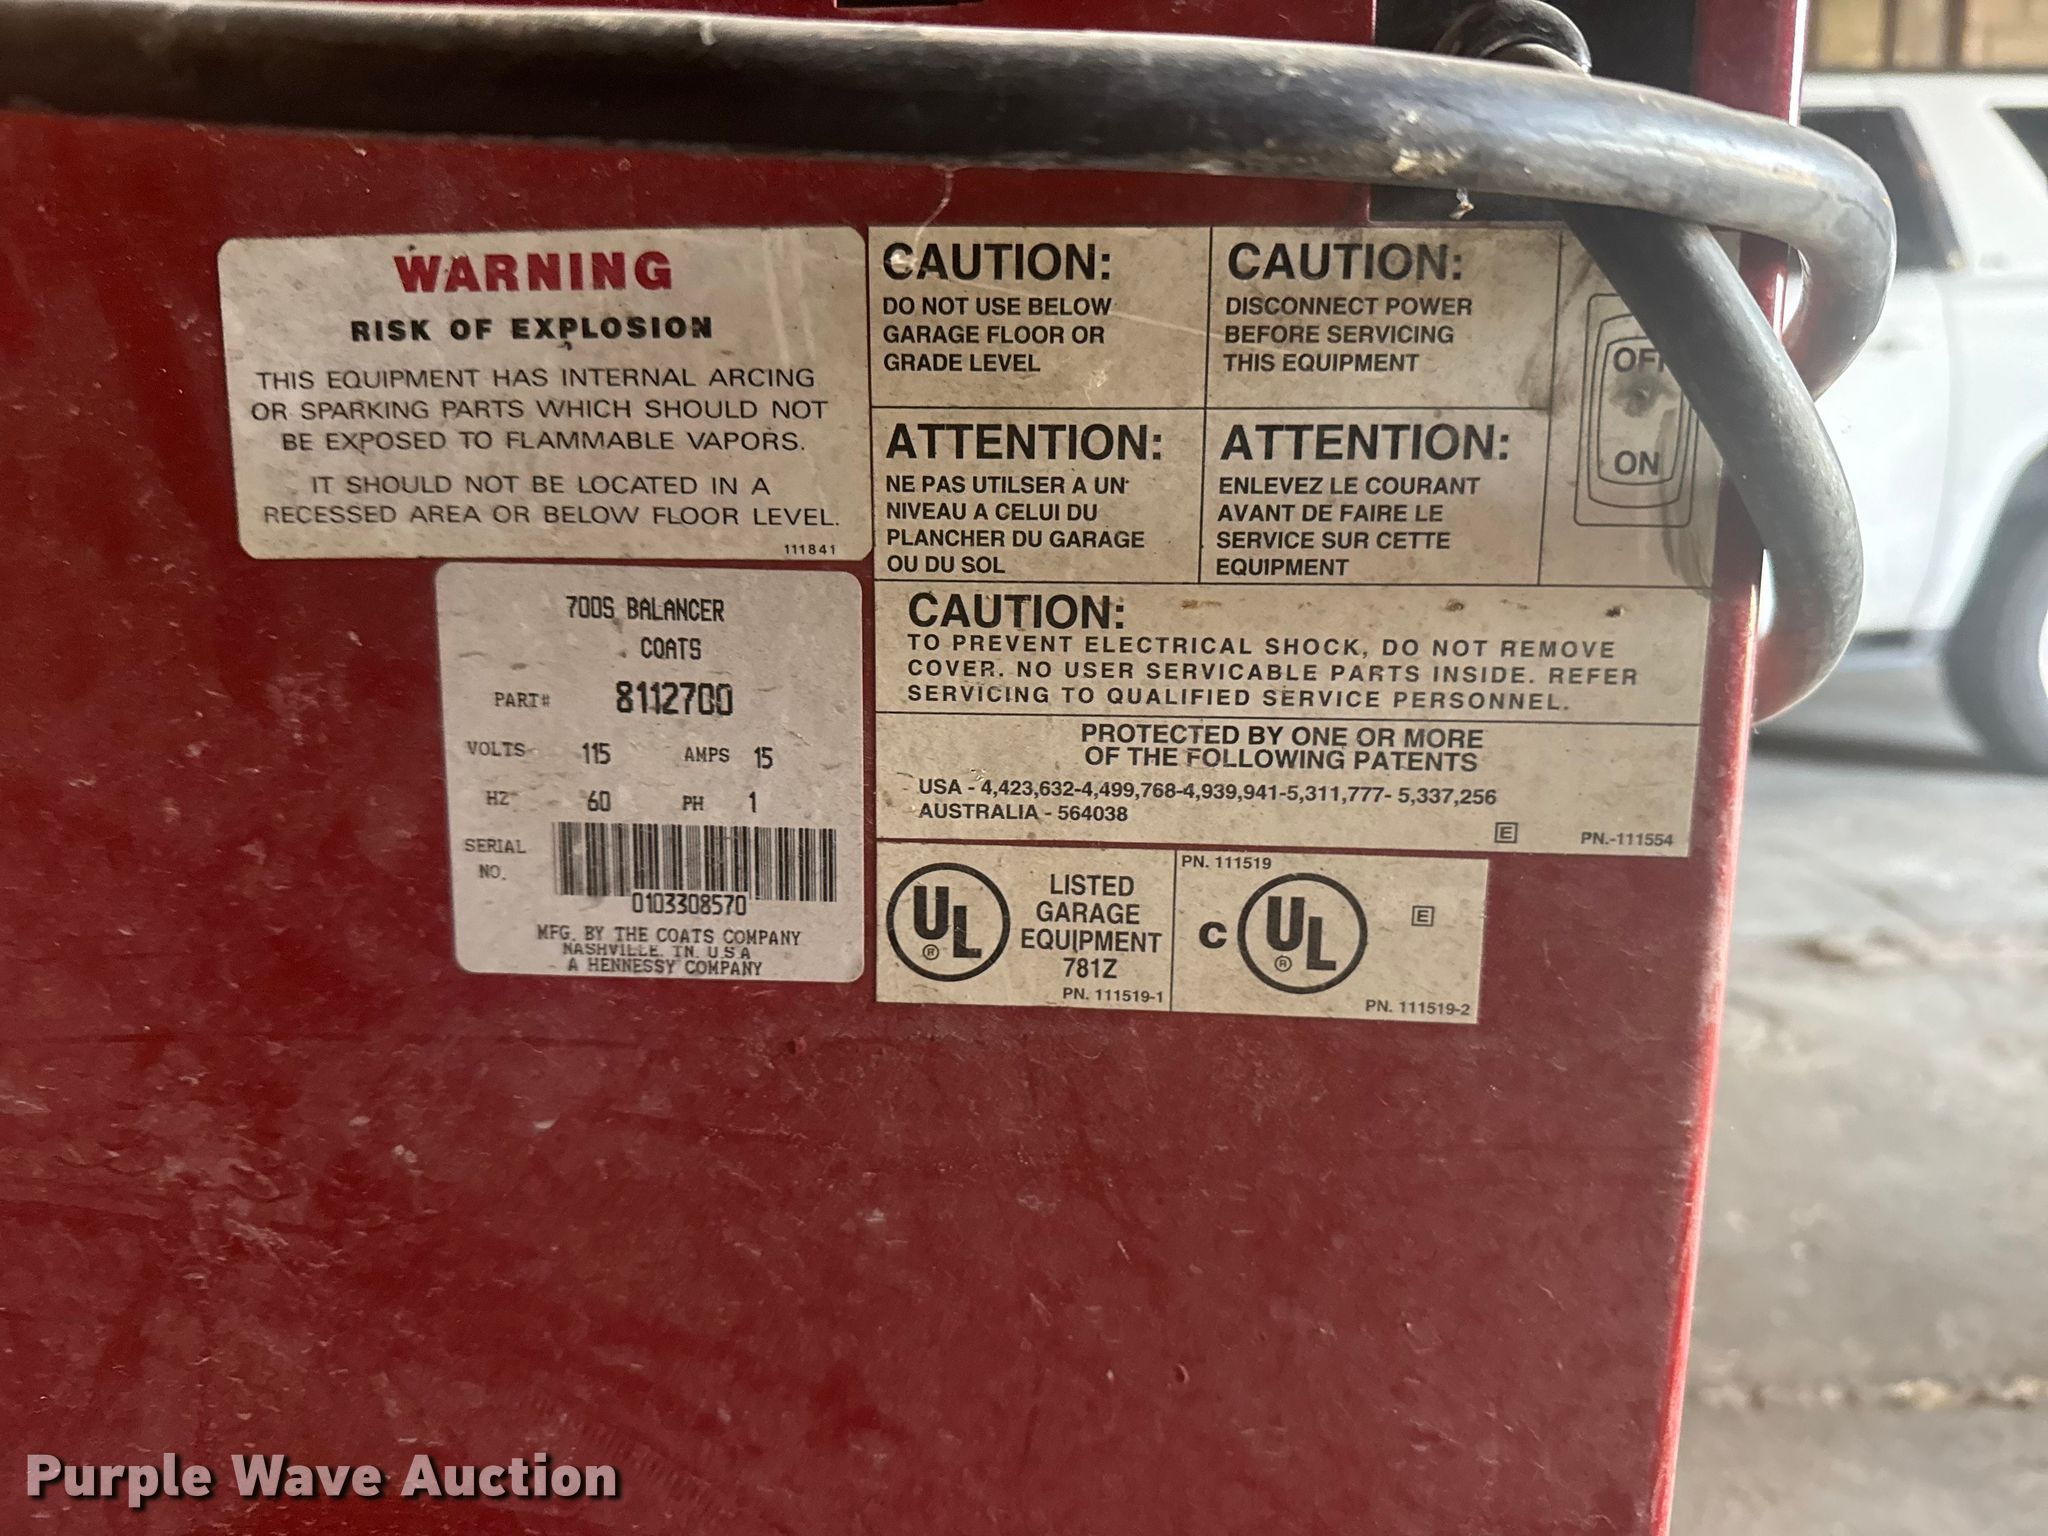 WARNING
RISK OF EXPLOSION
THIS EQUIPMENT HAS INTERNAL ARCING
OR SPARKING PARTS WHICH SHOULD NOT
BE EXPOSED TO FLAMMABLE VAPORS.
IT SHOULD NOT BE LOCATED IN A
RECESSED AREA OR BELOW FLOOR LEVEL.
111841
700S BALANCER
COATS
PART# 8112700
VOLTS 115 AMPS 15
HZ 60 PH 1
SERIAL
NO.
0103308570
MFG. BY THE COATS COMPANY
NASHVILLE, TN. U.S.A
A HENNESSY COMPANY
CAUTION:
DO NOT USE BELOW
GARAGE FLOOR OR
GRADE LEVEL
CAUTION:
DISCONNECT POWER
BEFORE SERVICING
THIS EQUIPMENT
ATTENTION:
NE PAS UTILSER A UN
NIVEAU A CELUI DU
PLANCHER DU GARAGE
OU DU SOL
ATTENTION:
ENLEVEZ LE COURANT
AVANT DE FAIRE LE
SERVICE SUR CETTE
EQUIPMENT
ON
CAUTION:
TO PREVENT ELECTRICAL SHOCK, DO NOT REMOVE
COVER. NO USER SERVICABLE PARTS INSIDE. REFER
SERVICING TO QUALIFIED SERVICE PERSONNEL.
PROTECTED BY ONE OR MORE
OF THE FOLLOWING PATENTS
USA - 4,423,632-4,499,768-4,939,941-5,311,777- 5,337,256
AUSTRALIA - 564038
E PN.-111554
UL ®
LISTED
GARAGE
EQUIPMENT
781Z
PN. 111519-1
PN. 111519
C UL ® E
PN. 111519-2
Purple Wave Auction